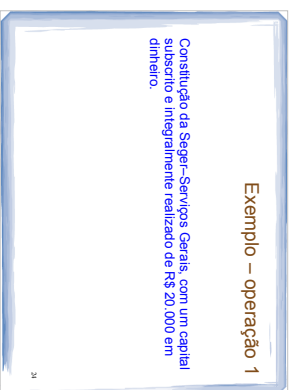 Exemplo – operação 1
Constituição da Seger–Serviços Gerais, com um capital
subscrito e integralmente realizado de R$ 20.000 em
dinheiro.
24